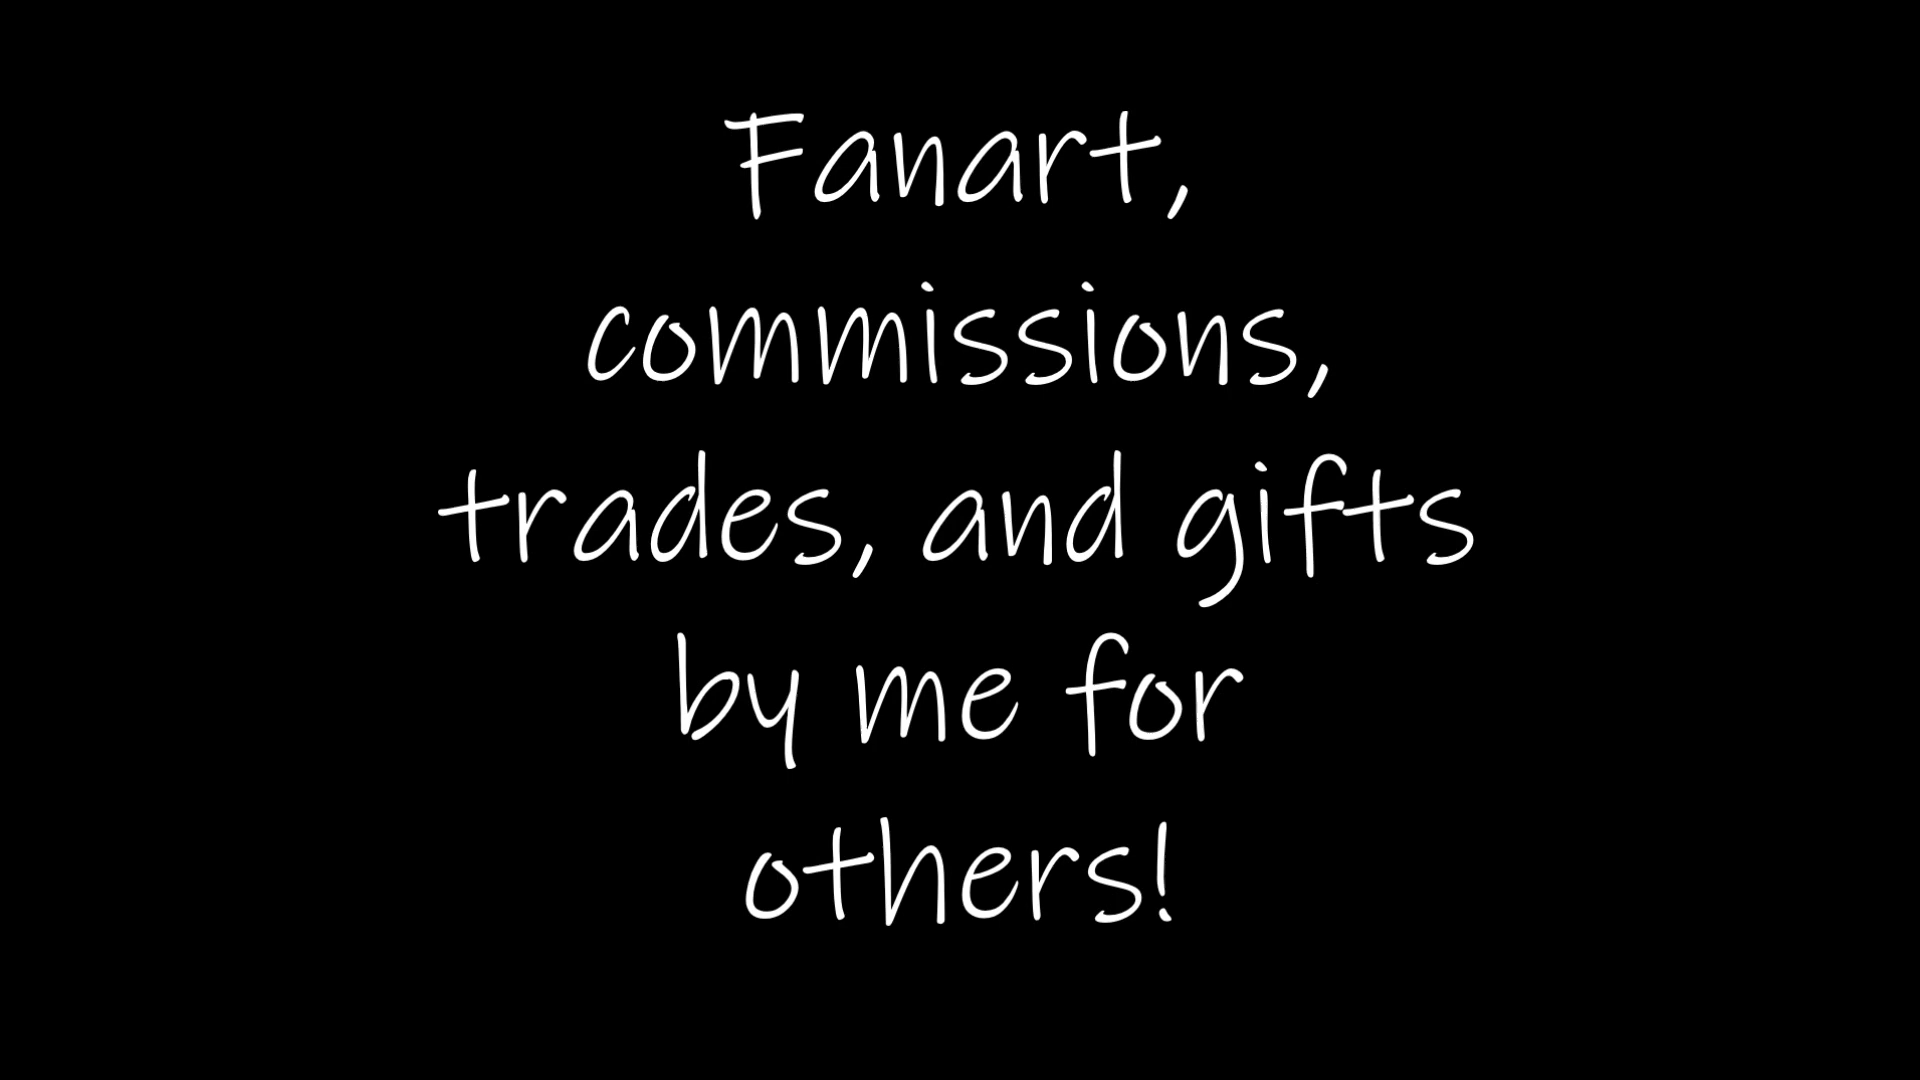 Fanart,
commissions,
trades, and gifts
by me for
others!